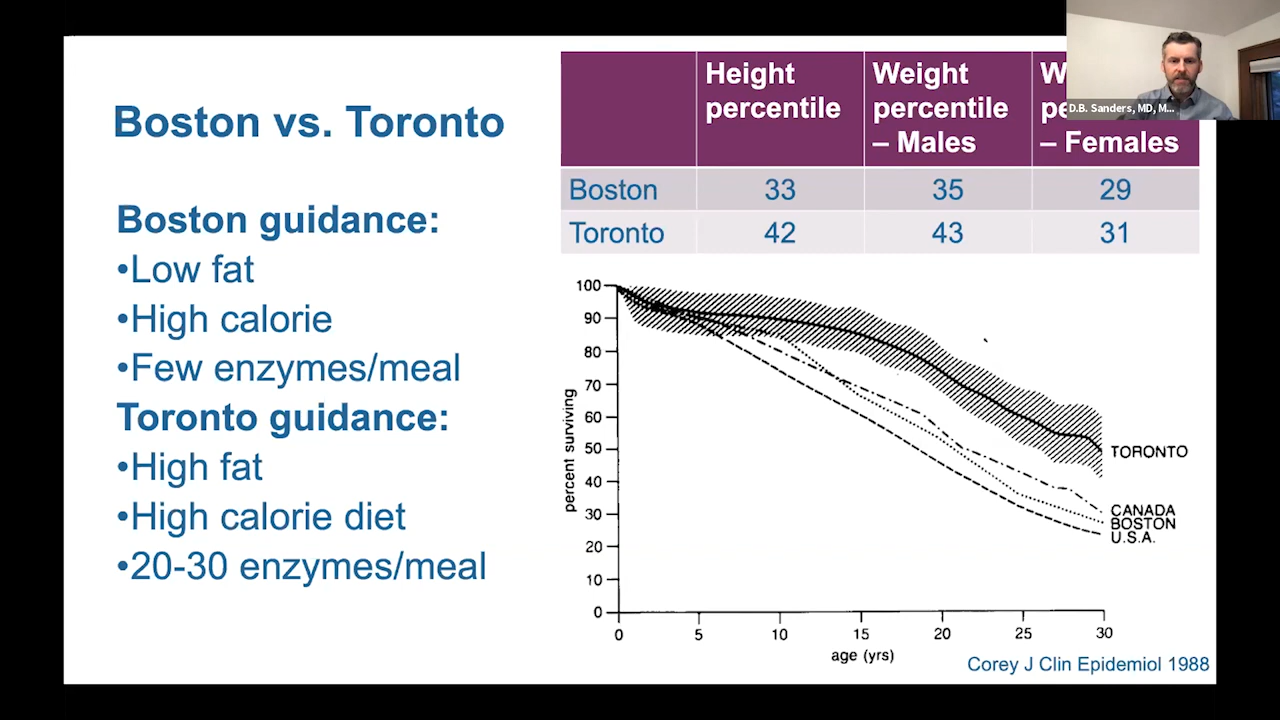 Boston vs. Toronto
Boston guidance:
•Low fat
•High calorie
•Few enzymes/meal
Toronto guidance:
•High fat
•High calorie diet
•20-30 enzymes/meal
Height percentile
Weight percentile – Males
– Females
Boston 33 35 29
Toronto 42 43 31
D.B. Sanders, MD, M...
percent surviving
100
90
80
70
60
50
40
30
20
10
0
0 5 10 15 20 25 30
age (yrs)
TORONTO
CANADA
BOSTON
U.S.A.
Corey J Clin Epidemiol 1988